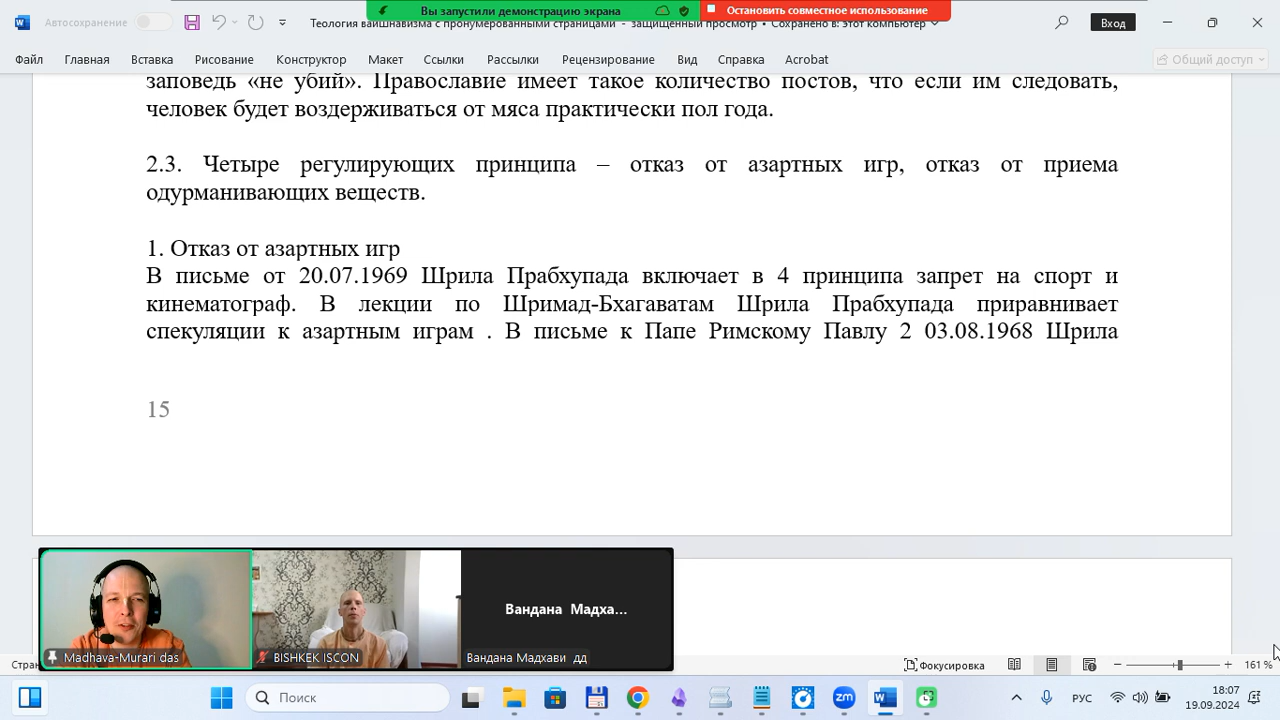 Вы запустили демонстрацию экрана
Остановить совместное использование
Автосохранение
Теология вайшнавизма с пронумерованными страницами - защищенный просмотр • Сохранено в: этот компьютер
Вход
Файл Главная Вставка Рисование Конструктор Макет Ссылки Рассылки Рецензирование Вид Справка Acrobat
Общий доступ
заповедь «не убий». Православие имеет такое количество постов, что если им следовать,
человек будет воздерживаться от мяса практически пол года.
2.3. Четыре регулирующих принципа – отказ от азартных игр, отказ от приема
одурманивающих веществ.
1. Отказ от азартных игр
В письме от 20.07.1969 Шрила Прабхупада включает в 4 принципа запрет на спорт и
кинематограф. В лекции по Шримад-Бхагаватам Шрила Прабхупада приравнивает
спекуляции к азартным играм . В письме к Папе Римскому Павлу 2 03.08.1968 Шрила
15
Вандана Мадха...
Madhava-Murari das
BISHKEK ISCON
Вандана Мадхави дд
Стран
Фокусировка
161 %
Поиск
zm
РУС
18:07
19.09.2024